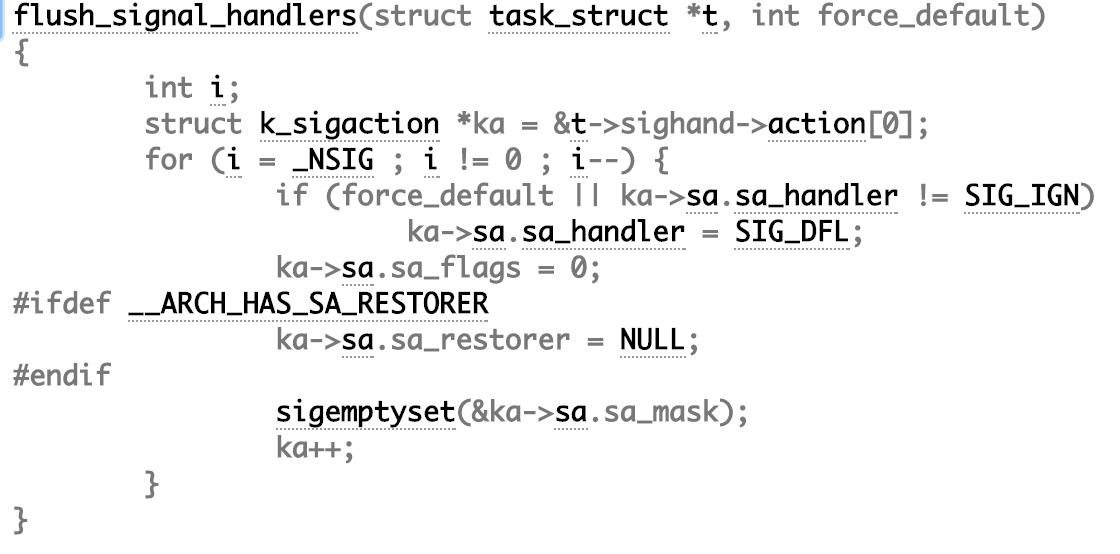 flush_signal_handlers(struct task_struct *t, int force_default)
{
        int i;
        struct k_sigaction *ka = &t->sighand->action[0];
        for (i = _NSIG ; i != 0 ; i--) {
                if (force_default || ka->sa.sa_handler != SIG_IGN)
                        ka->sa.sa_handler = SIG_DFL;
                ka->sa.sa_flags = 0;
#ifdef __ARCH_HAS_SA_RESTORER
                ka->sa.sa_restorer = NULL;
#endif
                sigemptyset(&ka->sa.sa_mask);
                ka++;
        }
}